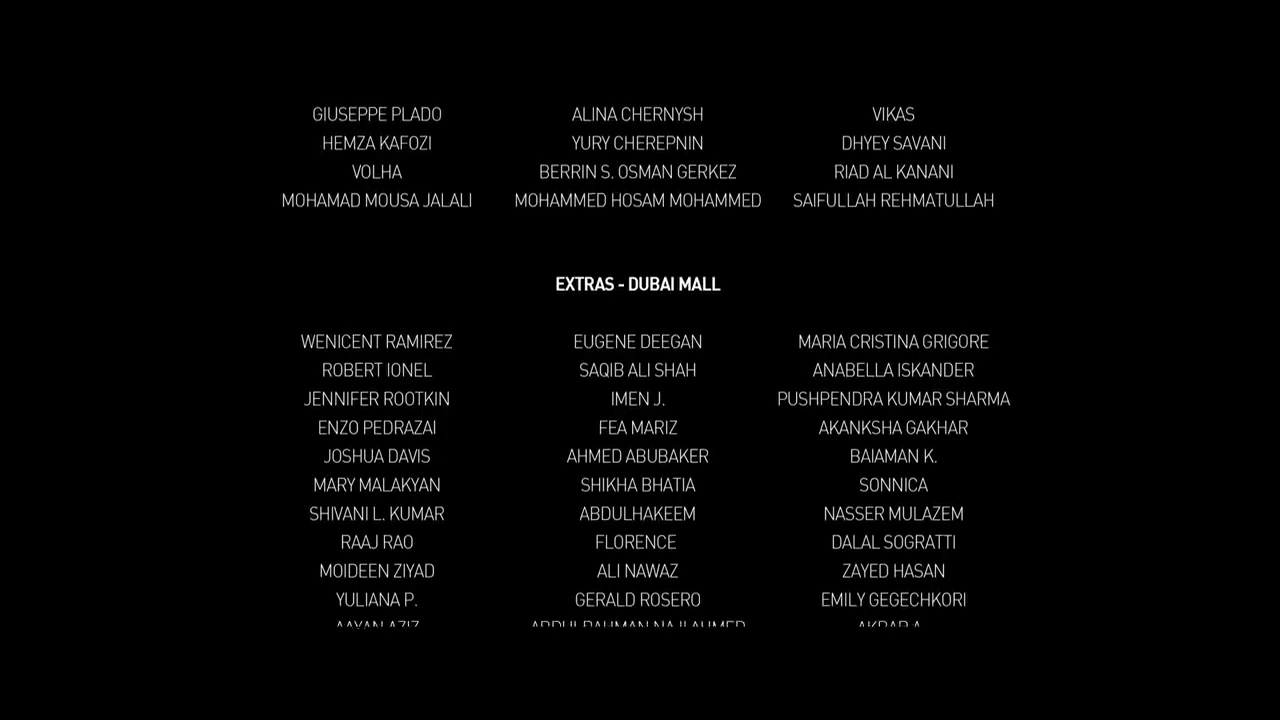 GIUSEPPE PLADO ALINA CHERNYSH VIKAS
HEMZA KAFOZI YURY CHEREPNIN DHYEY SAVANI
VOLHA BERRIN S. OSMAN GERKEZ RIAD AL KANANI
MOHAMAD MOUSA JALALI MOHAMMED HOSAM MOHAMMED SAIFULLAH REHMATULLAH
EXTRAS - DUBAI MALL
WENICENT RAMIREZ EUGENE DEEGAN MARIA CRISTINA GRIGORE
ROBERT IONEL SAQIB ALI SHAH ANABELLA ISKANDER
JENNIFER ROOTKIN IMEN J. PUSHPENDRA KUMAR SHARMA
ENZO PEDRAZAI FEA MARIZ AKANKSHA GAKHAR
JOSHUA DAVIS AHMED ABUBAKER BAIAMAN K.
MARY MALAKYAN SHIKHA BHATIA SONNICA
SHIVANI L. KUMAR ABDULHAKEEM NASSER MULAZEM
RAAJ RAO FLORENCE DALAL SOGRATTI
MOIDEEN ZIYAD ALI NAWAZ ZAYED HASAN
YULIANA P. GERALD ROSERO EMILY GEGECHKORI
AAYAN AZIZ